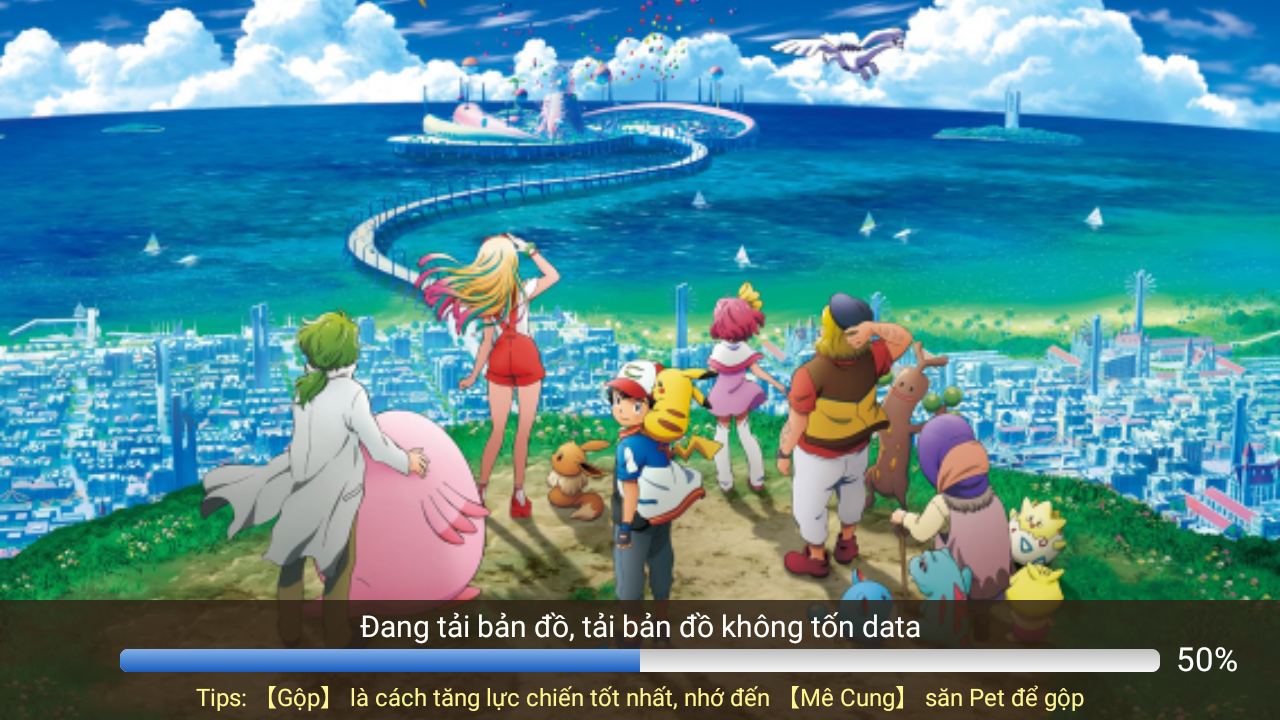 Đang tải bản đồ, tải bản đồ không tốn data
50%
Tips: 【Gộp】 là cách tăng lực chiến tốt nhất, nhớ đến 【Mê Cung】 săn Pet để gộp